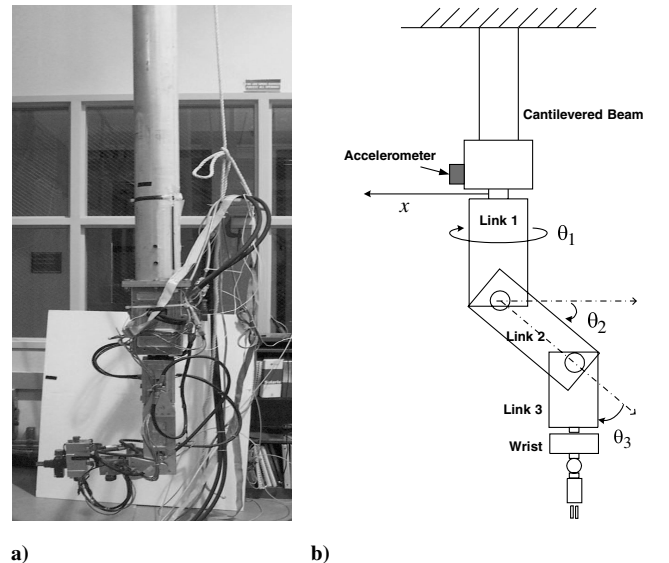 Cantilevered Beam
Accelerometer
x
Link 1
θ1
Link 2
θ2
Link 3
θ3
Wrist
a)
b)